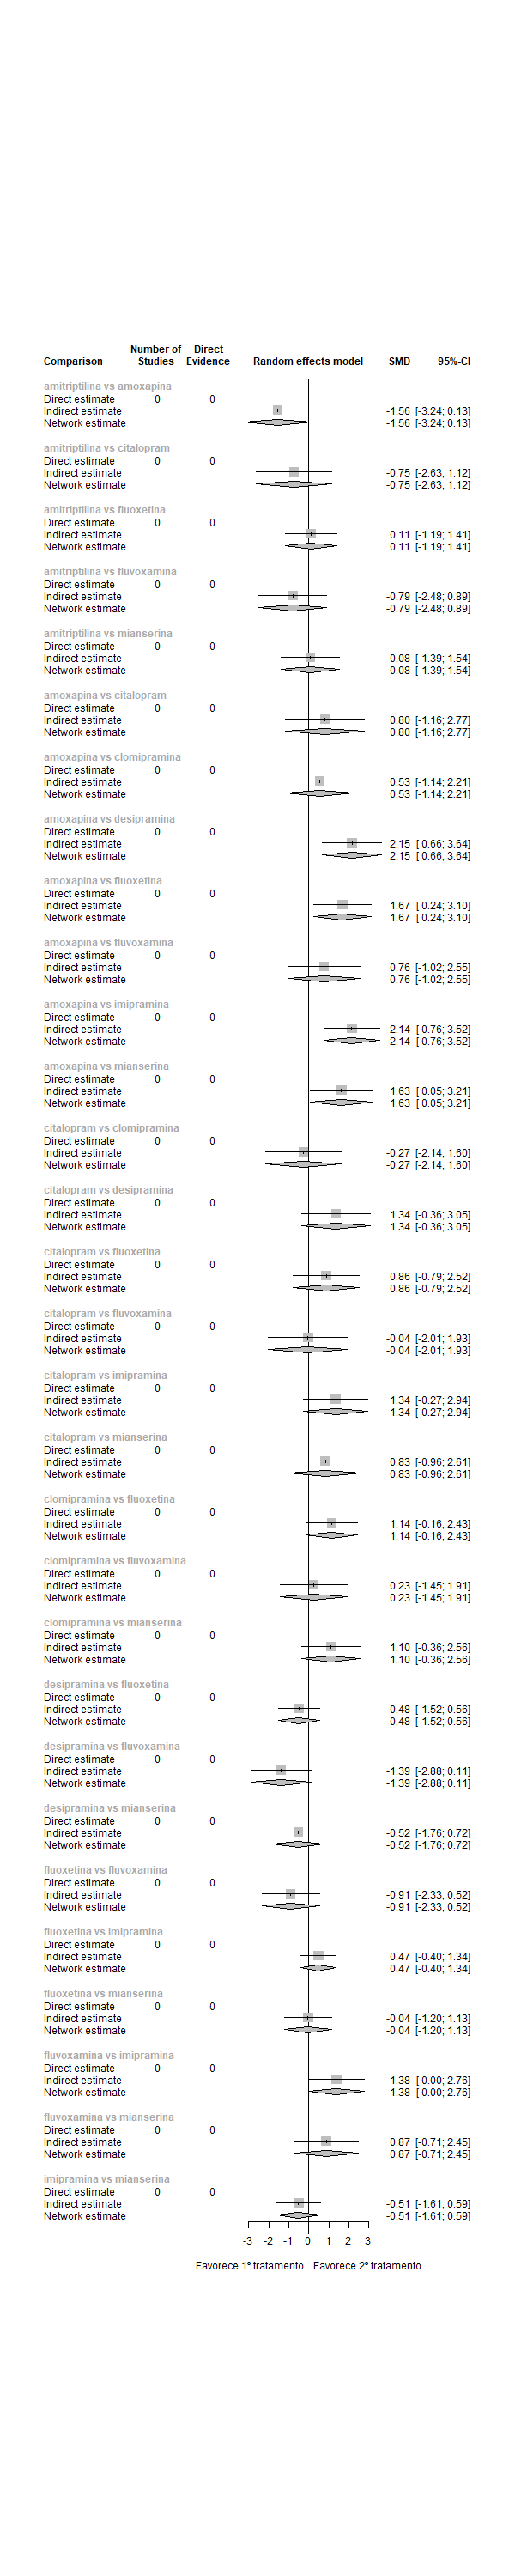 Number of Direct
Comparison Studies Evidence Random effects model SMD 95%-CI
amitriptilina vs amoxapina
Direct estimate 0 0
Indirect estimate -1.56 [-3.24; 0.13]
Network estimate -1.56 [-3.24; 0.13]
amitriptilina vs citalopram
Direct estimate 0 0
Indirect estimate -0.75 [-2.63; 1.12]
Network estimate -0.75 [-2.63; 1.12]
amitriptilina vs fluoxetina
Direct estimate 0 0
Indirect estimate 0.11 [-1.19; 1.41]
Network estimate 0.11 [-1.19; 1.41]
amitriptilina vs fluvoxamina
Direct estimate 0 0
Indirect estimate -0.79 [-2.48; 0.89]
Network estimate -0.79 [-2.48; 0.89]
amitriptilina vs mianserina
Direct estimate 0 0
Indirect estimate 0.08 [-1.39; 1.54]
Network estimate 0.08 [-1.39; 1.54]
amoxapina vs citalopram
Direct estimate 0 0
Indirect estimate 0.80 [-1.16; 2.77]
Network estimate 0.80 [-1.16; 2.77]
amoxapina vs clomipramina
Direct estimate 0 0
Indirect estimate 0.53 [-1.14; 2.21]
Network estimate 0.53 [-1.14; 2.21]
amoxapina vs desipramina
Direct estimate 0 0
Indirect estimate 2.15 [ 0.66; 3.64]
Network estimate 2.15 [ 0.66; 3.64]
amoxapina vs fluoxetina
Direct estimate 0 0
Indirect estimate 1.67 [ 0.24; 3.10]
Network estimate 1.67 [ 0.24; 3.10]
amoxapina vs fluvoxamina
Direct estimate 0 0
Indirect estimate 0.76 [-1.02; 2.55]
Network estimate 0.76 [-1.02; 2.55]
amoxapina vs imipramina
Direct estimate 0 0
Indirect estimate 2.14 [ 0.76; 3.52]
Network estimate 2.14 [ 0.76; 3.52]
amoxapina vs mianserina
Direct estimate 0 0
Indirect estimate 1.63 [ 0.05; 3.21]
Network estimate 1.63 [ 0.05; 3.21]
citalopram vs clomipramina
Direct estimate 0 0
Indirect estimate -0.27 [-2.14; 1.60]
Network estimate -0.27 [-2.14; 1.60]
citalopram vs desipramina
Direct estimate 0 0
Indirect estimate 1.34 [-0.36; 3.05]
Network estimate 1.34 [-0.36; 3.05]
citalopram vs fluoxetina
Direct estimate 0 0
Indirect estimate 0.86 [-0.79; 2.52]
Network estimate 0.86 [-0.79; 2.52]
citalopram vs fluvoxamina
Direct estimate 0 0
Indirect estimate -0.04 [-2.01; 1.93]
Network estimate -0.04 [-2.01; 1.93]
citalopram vs imipramina
Direct estimate 0 0
Indirect estimate 1.34 [-0.27; 2.94]
Network estimate 1.34 [-0.27; 2.94]
citalopram vs mianserina
Direct estimate 0 0
Indirect estimate 0.83 [-0.96; 2.61]
Network estimate 0.83 [-0.96; 2.61]
clomipramina vs fluoxetina
Direct estimate 0 0
Indirect estimate 1.14 [-0.16; 2.43]
Network estimate 1.14 [-0.16; 2.43]
clomipramina vs fluvoxamina
Direct estimate 0 0
Indirect estimate 0.23 [-1.45; 1.91]
Network estimate 0.23 [-1.45; 1.91]
clomipramina vs mianserina
Direct estimate 0 0
Indirect estimate 1.10 [-0.36; 2.56]
Network estimate 1.10 [-0.36; 2.56]
desipramina vs fluoxetina
Direct estimate 0 0
Indirect estimate -0.48 [-1.52; 0.56]
Network estimate -0.48 [-1.52; 0.56]
desipramina vs fluvoxamina
Direct estimate 0 0
Indirect estimate -1.39 [-2.88; 0.11]
Network estimate -1.39 [-2.88; 0.11]
desipramina vs mianserina
Direct estimate 0 0
Indirect estimate -0.52 [-1.76; 0.72]
Network estimate -0.52 [-1.76; 0.72]
fluoxetina vs fluvoxamina
Direct estimate 0 0
Indirect estimate -0.91 [-2.33; 0.52]
Network estimate -0.91 [-2.33; 0.52]
fluoxetina vs imipramina
Direct estimate 0 0
Indirect estimate 0.47 [-0.40; 1.34]
Network estimate 0.47 [-0.40; 1.34]
fluoxetina vs mianserina
Direct estimate 0 0
Indirect estimate -0.04 [-1.20; 1.13]
Network estimate -0.04 [-1.20; 1.13]
fluvoxamina vs imipramina
Direct estimate 0 0
Indirect estimate 1.38 [ 0.00; 2.76]
Network estimate 1.38 [ 0.00; 2.76]
fluvoxamina vs mianserina
Direct estimate 0 0
Indirect estimate 0.87 [-0.71; 2.45]
Network estimate 0.87 [-0.71; 2.45]
imipramina vs mianserina
Direct estimate 0 0
Indirect estimate -0.51 [-1.61; 0.59]
Network estimate -0.51 [-1.61; 0.59]
-3 -2 -1 0 1 2 3
Favorece 1º tratamento Favorece 2º tratamento